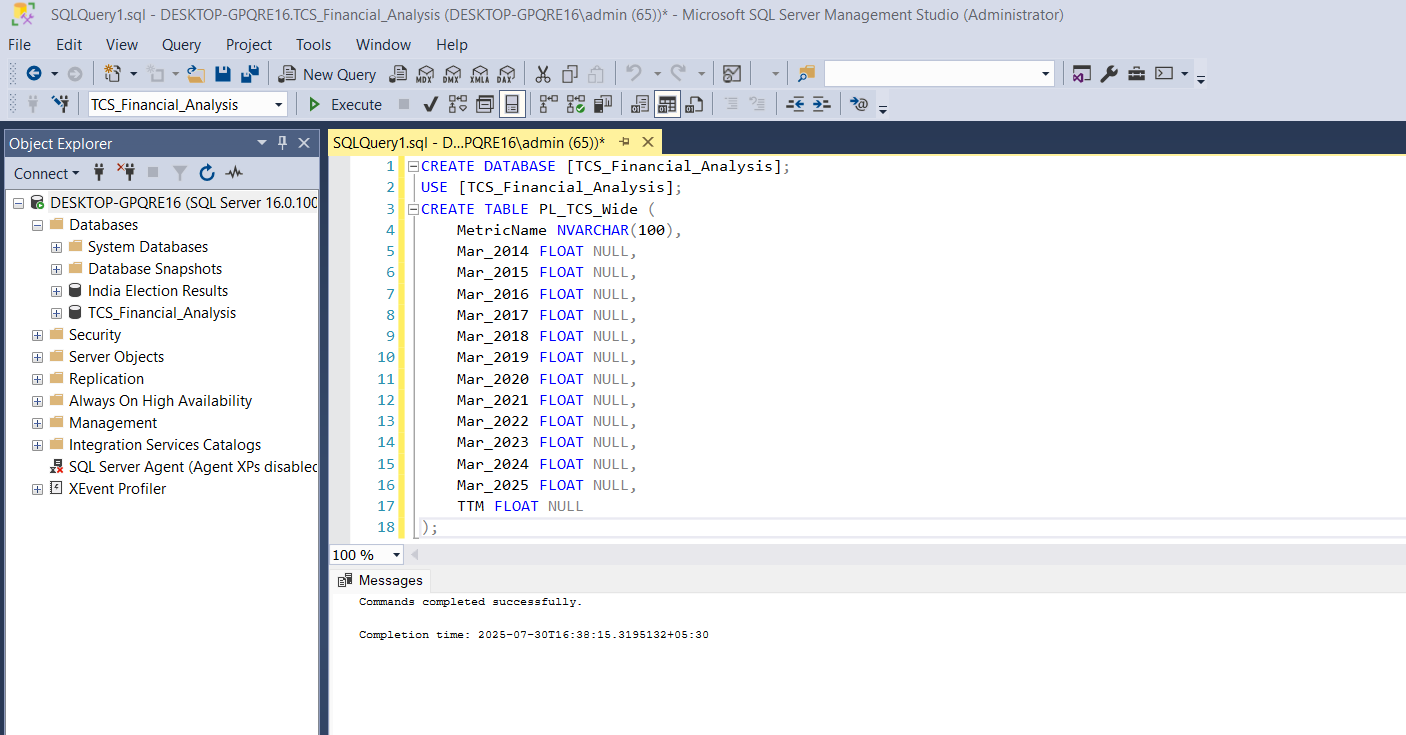 SQLQuery1.sql - DESKTOP-GPQRE16.TCS_Financial_Analysis (DESKTOP-GPQRE16\admin (65))* - Microsoft SQL Server Management Studio (Administrator)
File Edit View Query Project Tools Window Help
New Query MDX DMX XMLA DAX
TCS_Financial_Analysis Execute
Object Explorer
Connect
DESKTOP-GPQRE16 (SQL Server 16.0.100
Databases
System Databases
Database Snapshots
India Election Results
TCS_Financial_Analysis
Security
Server Objects
Replication
Always On High Availability
Management
Integration Services Catalogs
SQL Server Agent (Agent XPs disabled
XEvent Profiler
SQLQuery1.sql - D...PQRE16\admin (65))*
1 CREATE DATABASE [TCS_Financial_Analysis];
2 USE [TCS_Financial_Analysis];
3 CREATE TABLE PL_TCS_Wide (
4 MetricName NVARCHAR(100),
5 Mar_2014 FLOAT NULL,
6 Mar_2015 FLOAT NULL,
7 Mar_2016 FLOAT NULL,
8 Mar_2017 FLOAT NULL,
9 Mar_2018 FLOAT NULL,
10 Mar_2019 FLOAT NULL,
11 Mar_2020 FLOAT NULL,
12 Mar_2021 FLOAT NULL,
13 Mar_2022 FLOAT NULL,
14 Mar_2023 FLOAT NULL,
15 Mar_2024 FLOAT NULL,
16 Mar_2025 FLOAT NULL,
17 TTM FLOAT NULL
18 );
100 %
Messages
Commands completed successfully.
Completion time: 2025-07-30T16:38:15.3195132+05:30